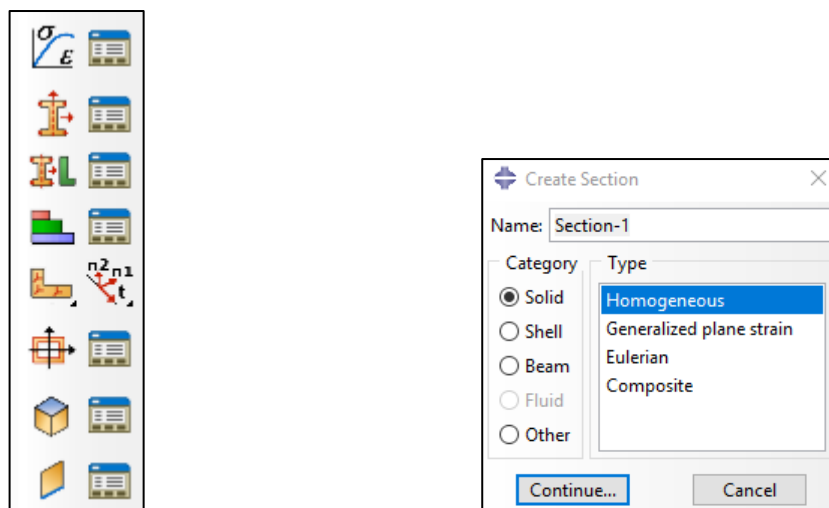 σ
ε
n2 n1
t
Create Section
Name: Section-1
Category Type
Solid Homogeneous
Shell Generalized plane strain
Beam Eulerian
Fluid Composite
Other
Continue... Cancel